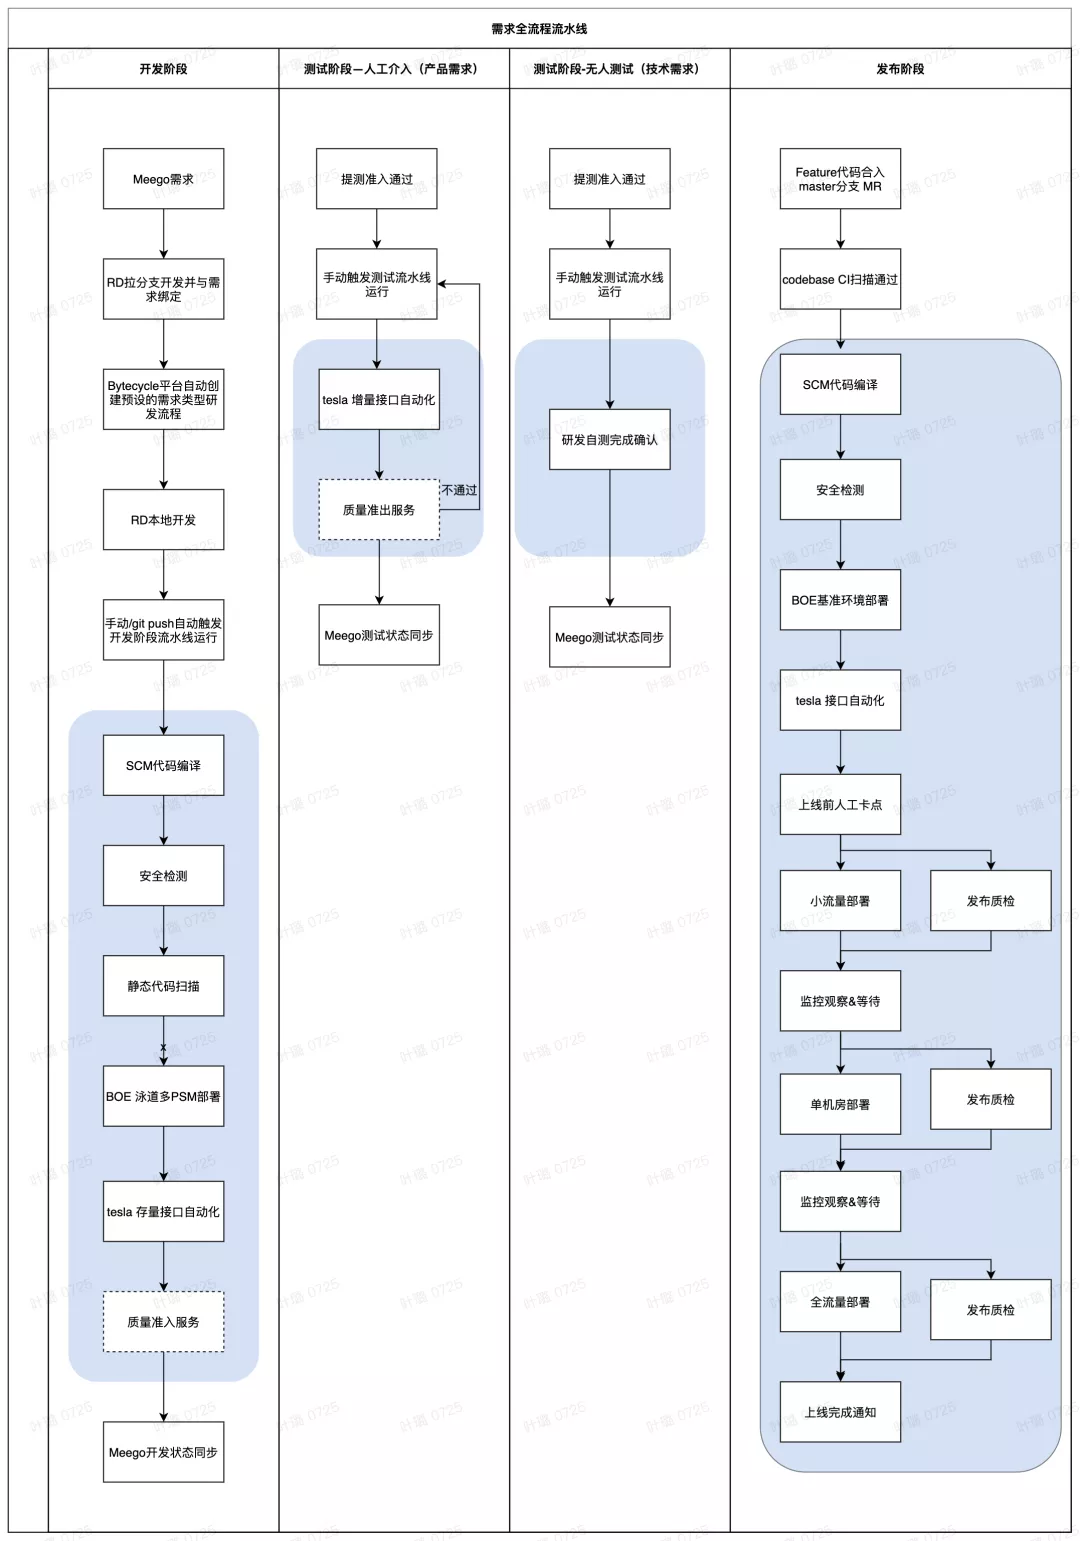 需求全流程流水线
开发阶段
测试阶段—人工介入（产品需求）
测试阶段-无人测试（技术需求）
发布阶段
Meego需求
RD拉分支开发并与需
求绑定
Bytecycle平台自动创
建预设的需求类型研
发流程
RD本地开发
手动/git push自动触发
开发阶段流水线运行
SCM代码编译
安全检测
静态代码扫描
x
BOE 泳道多PSM部署
tesla 存量接口自动化
质量准入服务
Meego开发状态同步
提测准入通过
手动触发测试流水线
运行
tesla 增量接口自动化
质量准出服务
不通过
Meego测试状态同步
提测准入通过
手动触发测试流水线
运行
研发自测完成确认
Meego测试状态同步
Feature代码合入
master分支 MR
codebase CI扫描通过
SCM代码编译
安全检测
BOE基准环境部署
tesla 接口自动化
上线前人工卡点
小流量部署
发布质检
监控观察&等待
单机房部署
发布质检
监控观察&等待
全流量部署
发布质检
上线完成通知